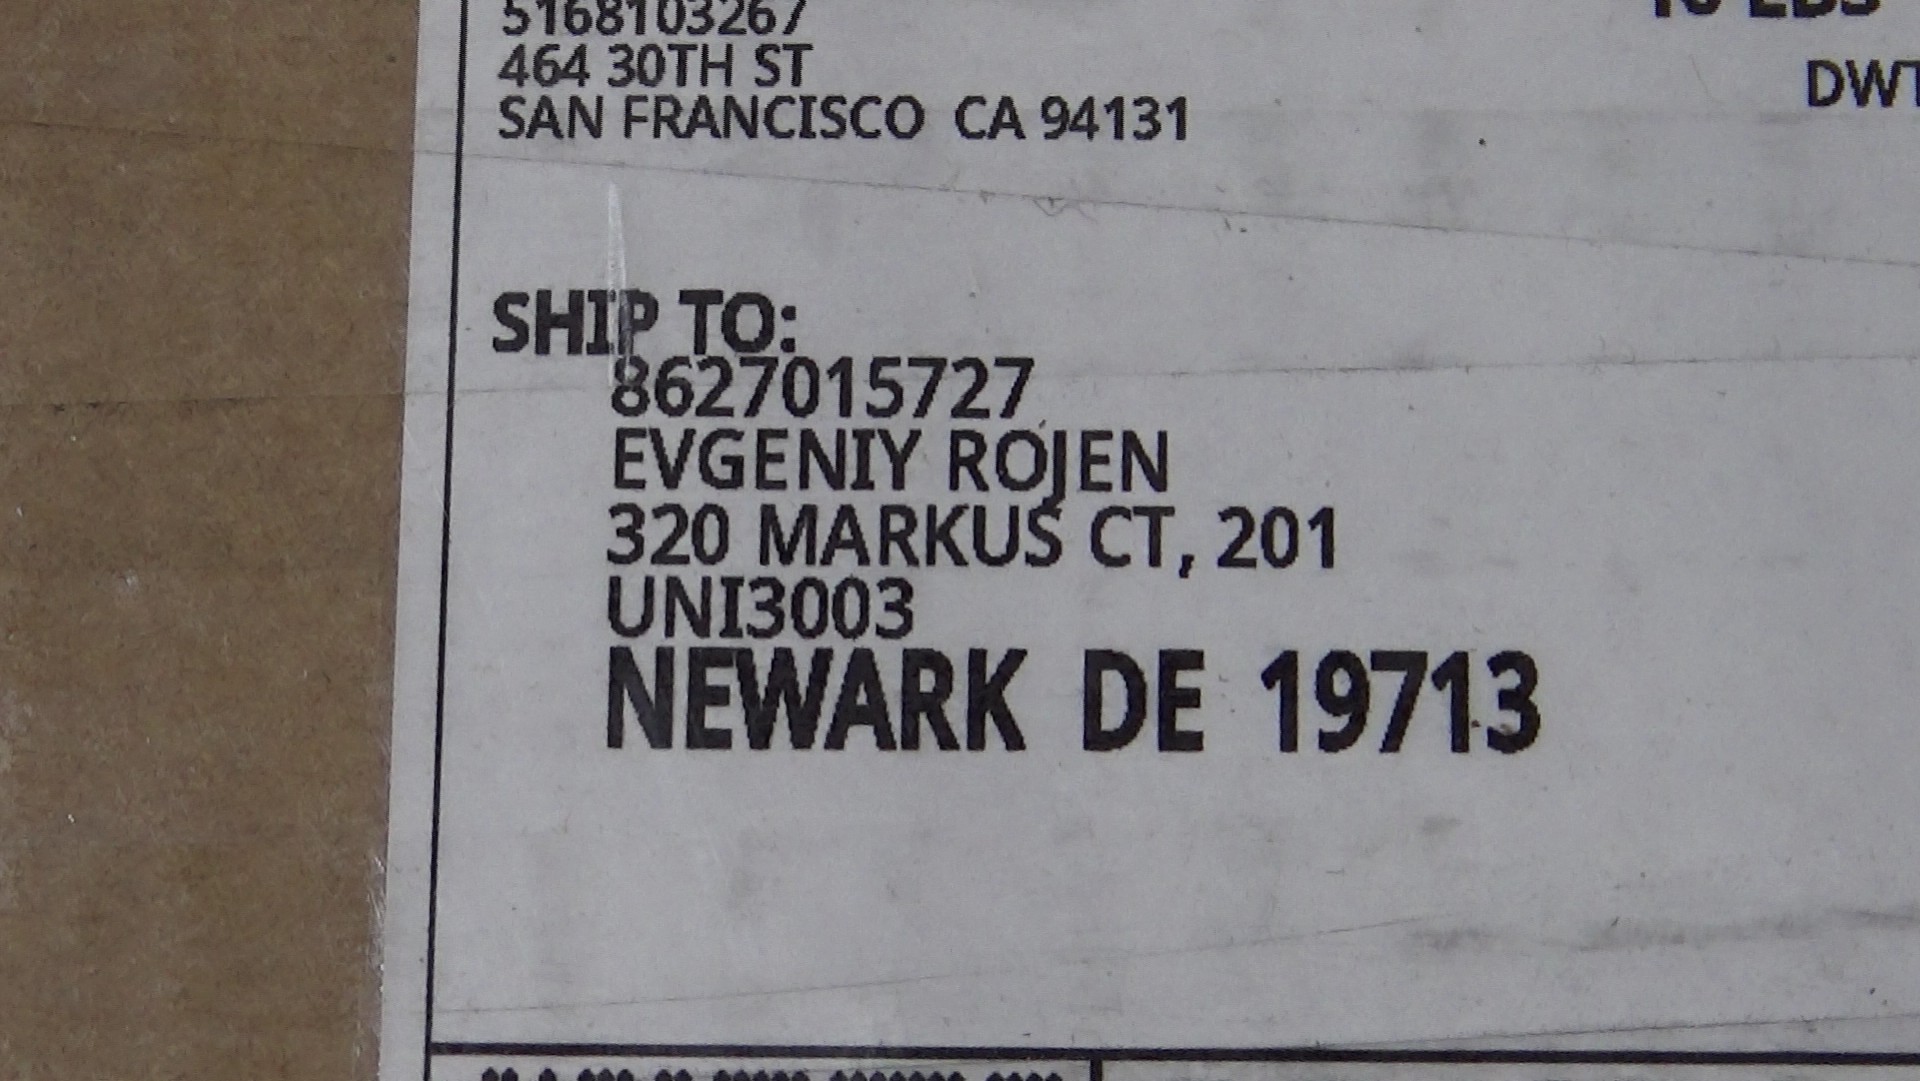 5168103267
464 30TH ST
SAN FRANCISCO CA 94131
LBS
DWT
SHIP TO:
8627015727
EVGENIY ROJEN
320 MARKUS CT, 201
UNI3003
NEWARK DE 19713